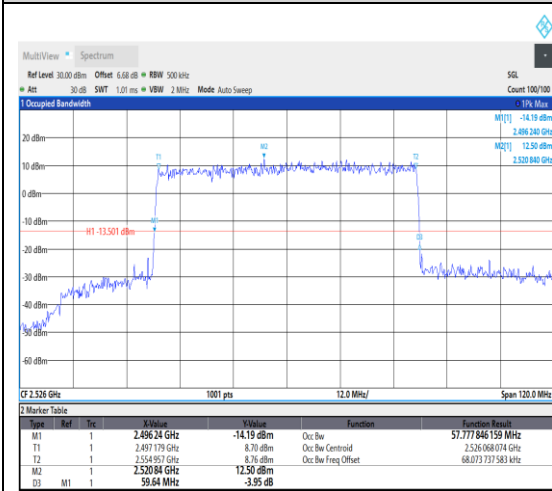 MultiView Spectrum
Ref Level 30.00 dBm Offset 6.68 dB RBW 500 kHz SGL
Att 30 dB SWT 1.01 ms VBW 2 MHz Mode Auto Sweep Count 100/100
1 Occupied Bandwidth 1Pk Max
M1[1] -14.19 dBm
2.496 240 GHz
M2[1] 12.50 dBm
2.520 840 GHz
20 dBm
T1 M2 T2
10 dBm
0 dBm
-10 dBm
M1
H1 -13.501 dBm
D3
-20 dBm
-30 dBm
-40 dBm
-50 dBm
-60 dBm
CF 2.526 GHz 1001 pts 12.0 MHz/ Span 120.0 MHz
2 Marker Table
Type Ref Trc X-Value Y-Value Function Function Result
M1 1 2.496 24 GHz -14.19 dBm Occ Bw 57.777 846 159 MHz
T1 1 2.497 179 GHz 8.70 dBm Occ Bw Centroid 2.526 068 074 GHz
T2 1 2.554 957 GHz 8.76 dBm Occ Bw Freq Offset 68.073 737 583 kHz
M2 1 2.520 84 GHz 12.50 dBm
D3 M1 1 59.64 MHz -3.95 dB